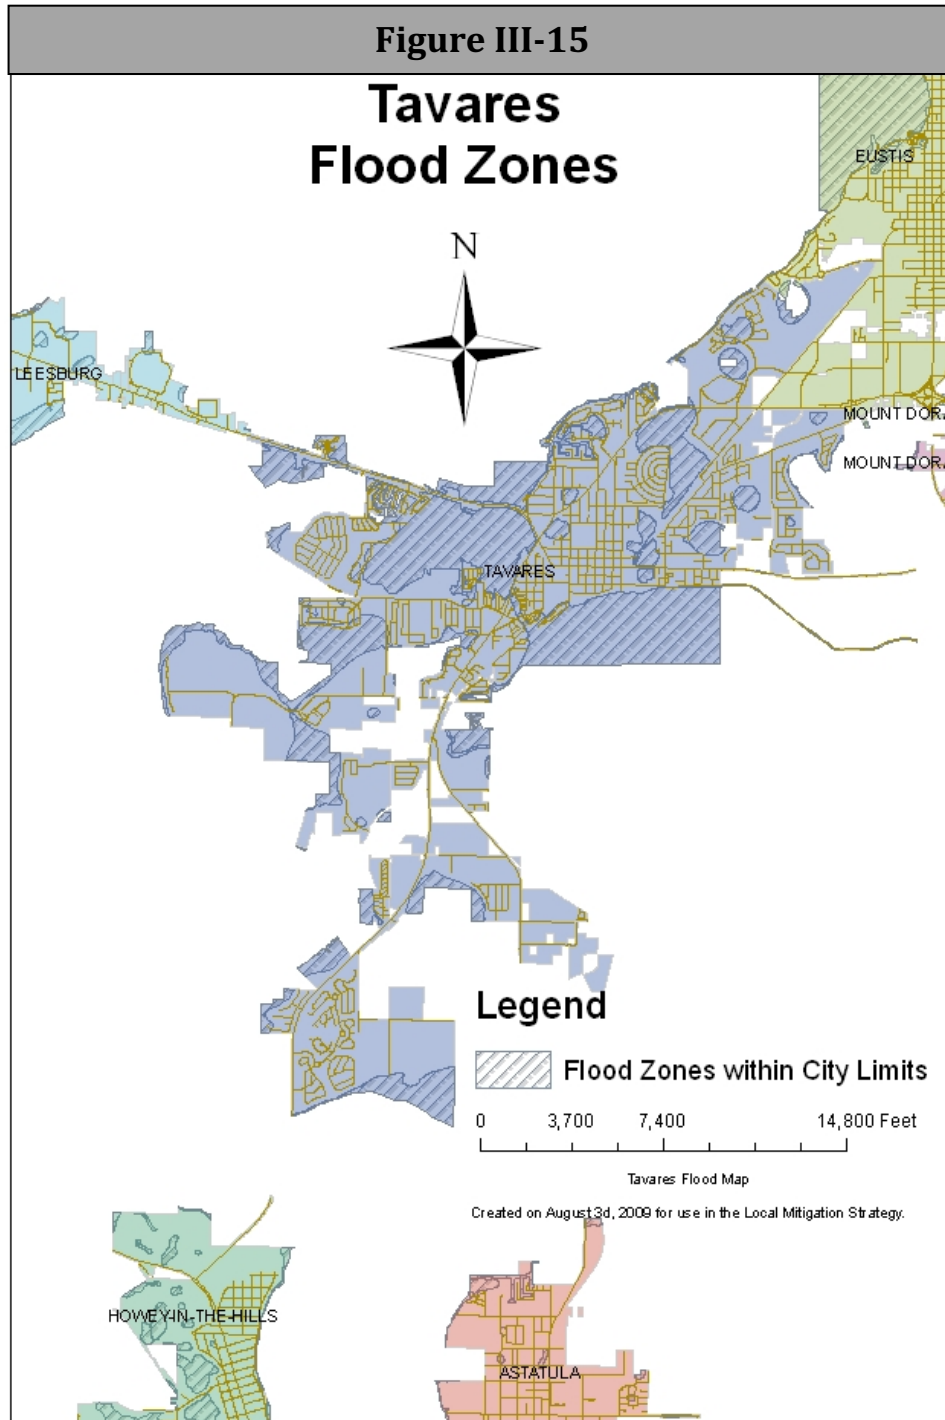 Figure III-15
Tavares
Flood Zones
N
EUSTIS
LEESBURG
MOUNT DOR
MOUNT DOR
TAVARES
Legend
Flood Zones within City Limits
0 3,700 7,400 14,800 Feet
Tavares Flood Map
Created on August 3d, 2009 for use in the Local Mitigation Strategy.
HOWEY-IN-THE-HILLS
ASTATULA